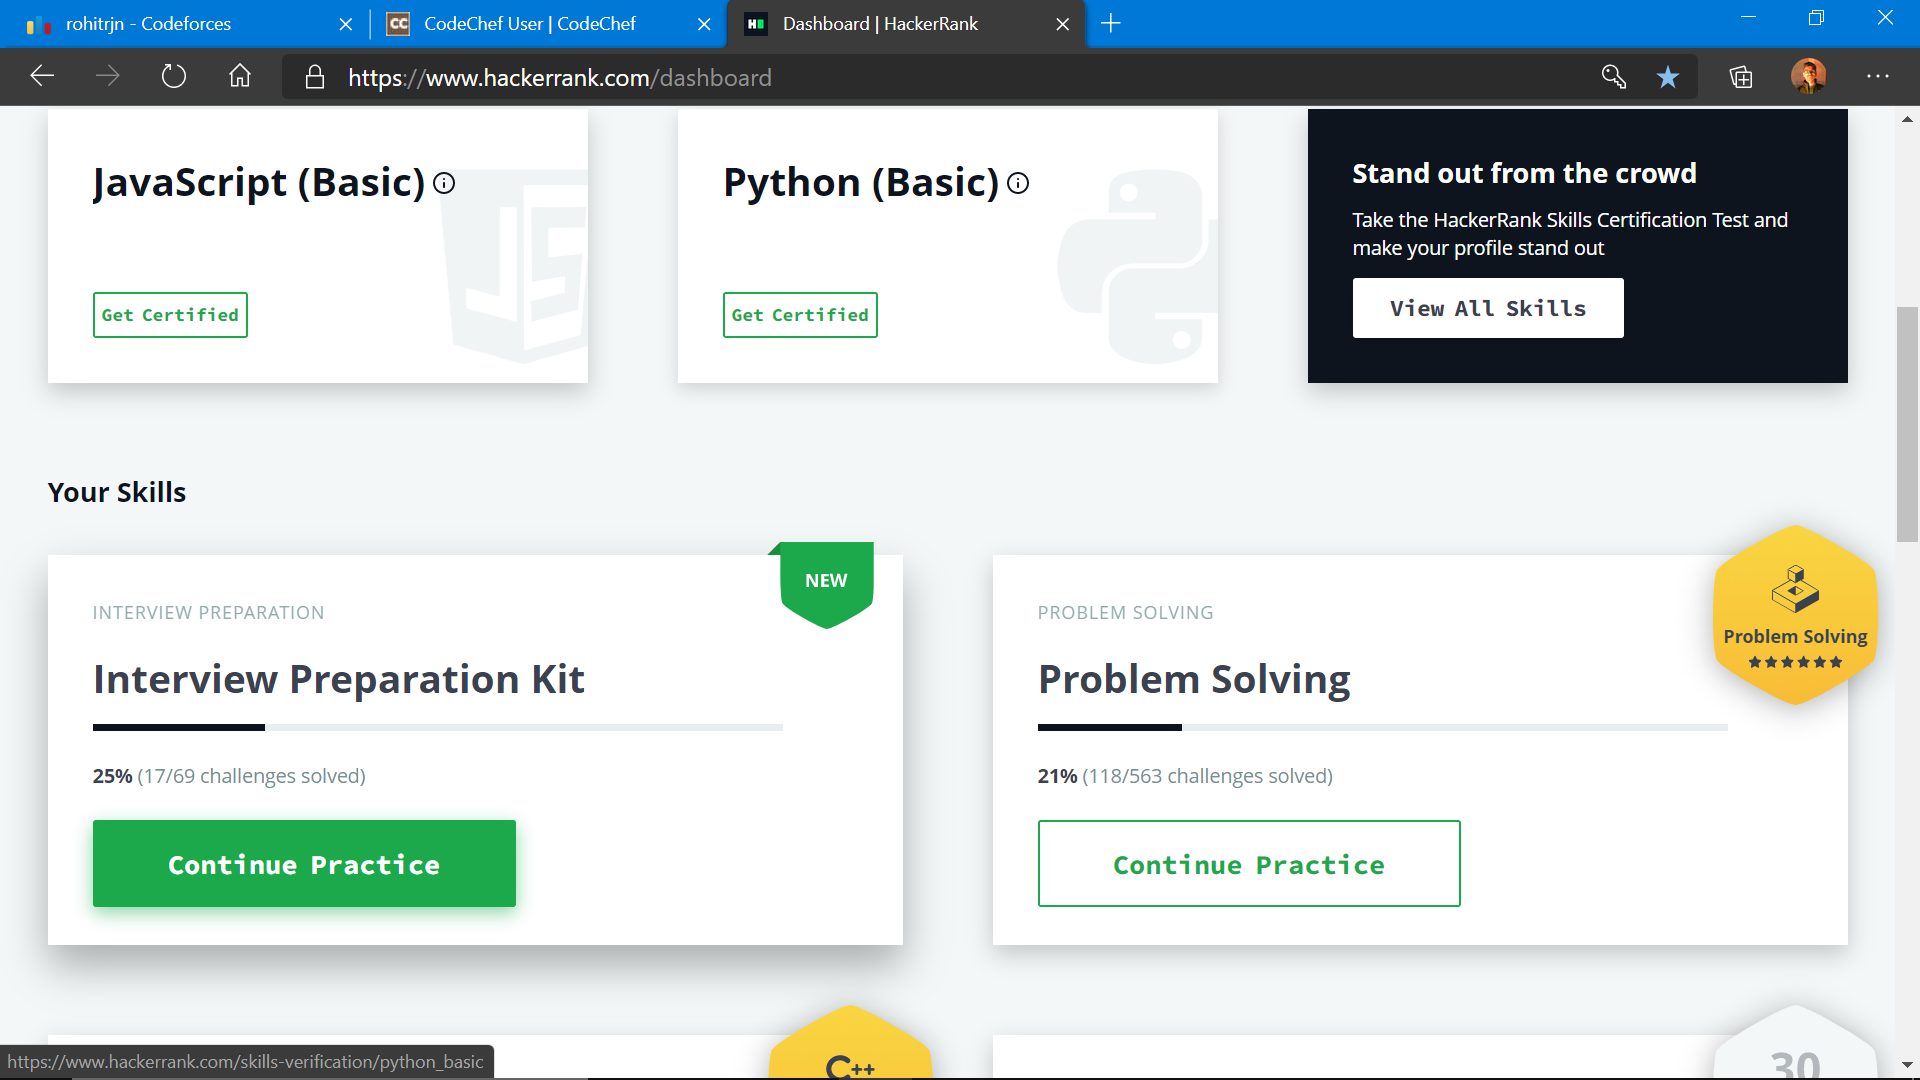 rohitrjn - Codeforces
CC
CodeChef User | CodeChef
H
Dashboard | HackerRank
https://www.hackerrank.com/dashboard
JavaScript (Basic)
JS
Get Certified
Python (Basic)
Get Certified
Stand out from the crowd
Take the HackerRank Skills Certification Test and
make your profile stand out
View All Skills
Your Skills
NEW
INTERVIEW PREPARATION
Interview Preparation Kit
25% (17/69 challenges solved)
Continue Practice
PROBLEM SOLVING
Problem Solving
Problem Solving
21% (118/563 challenges solved)
Continue Practice
https://www.hackerrank.com/skills-verification/python_basic
C++
30